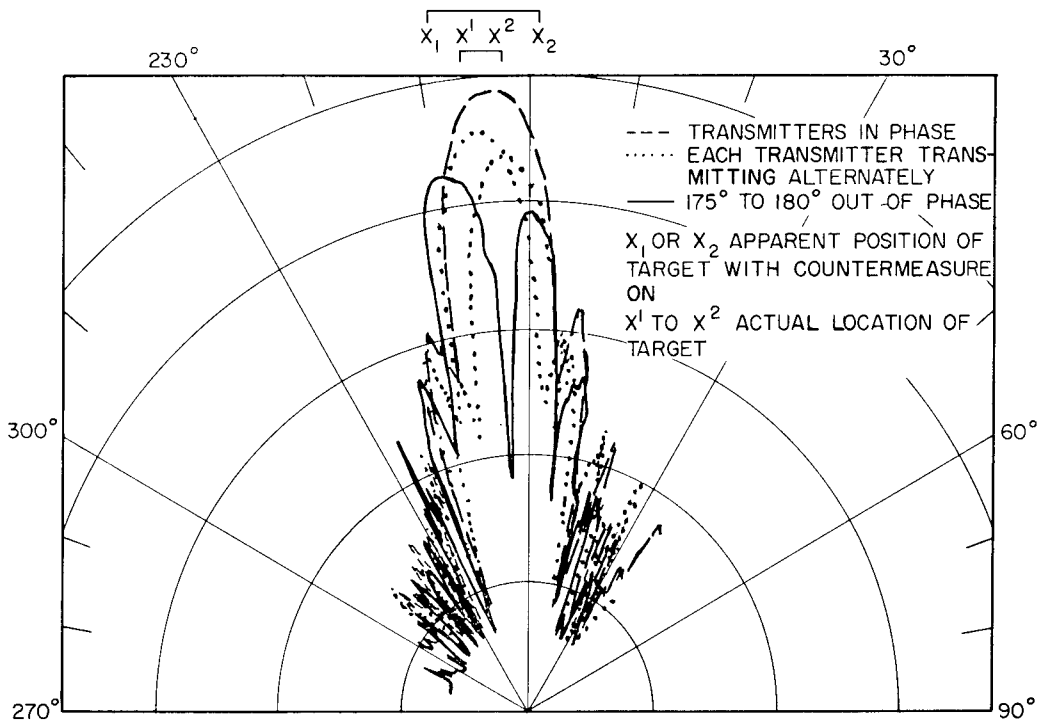 X₁ X¹ X² X₂
230° 30°
--- TRANSMITTERS IN PHASE
····· EACH TRANSMITTER TRANS-
MITTING ALTERNATELY
— 175° TO 180° OUT OF PHASE
X₁ OR X₂ APPARENT POSITION OF
TARGET WITH COUNTERMEASURE
ON
X¹ TO X² ACTUAL LOCATION OF
TARGET
300° 60°
270° 90°